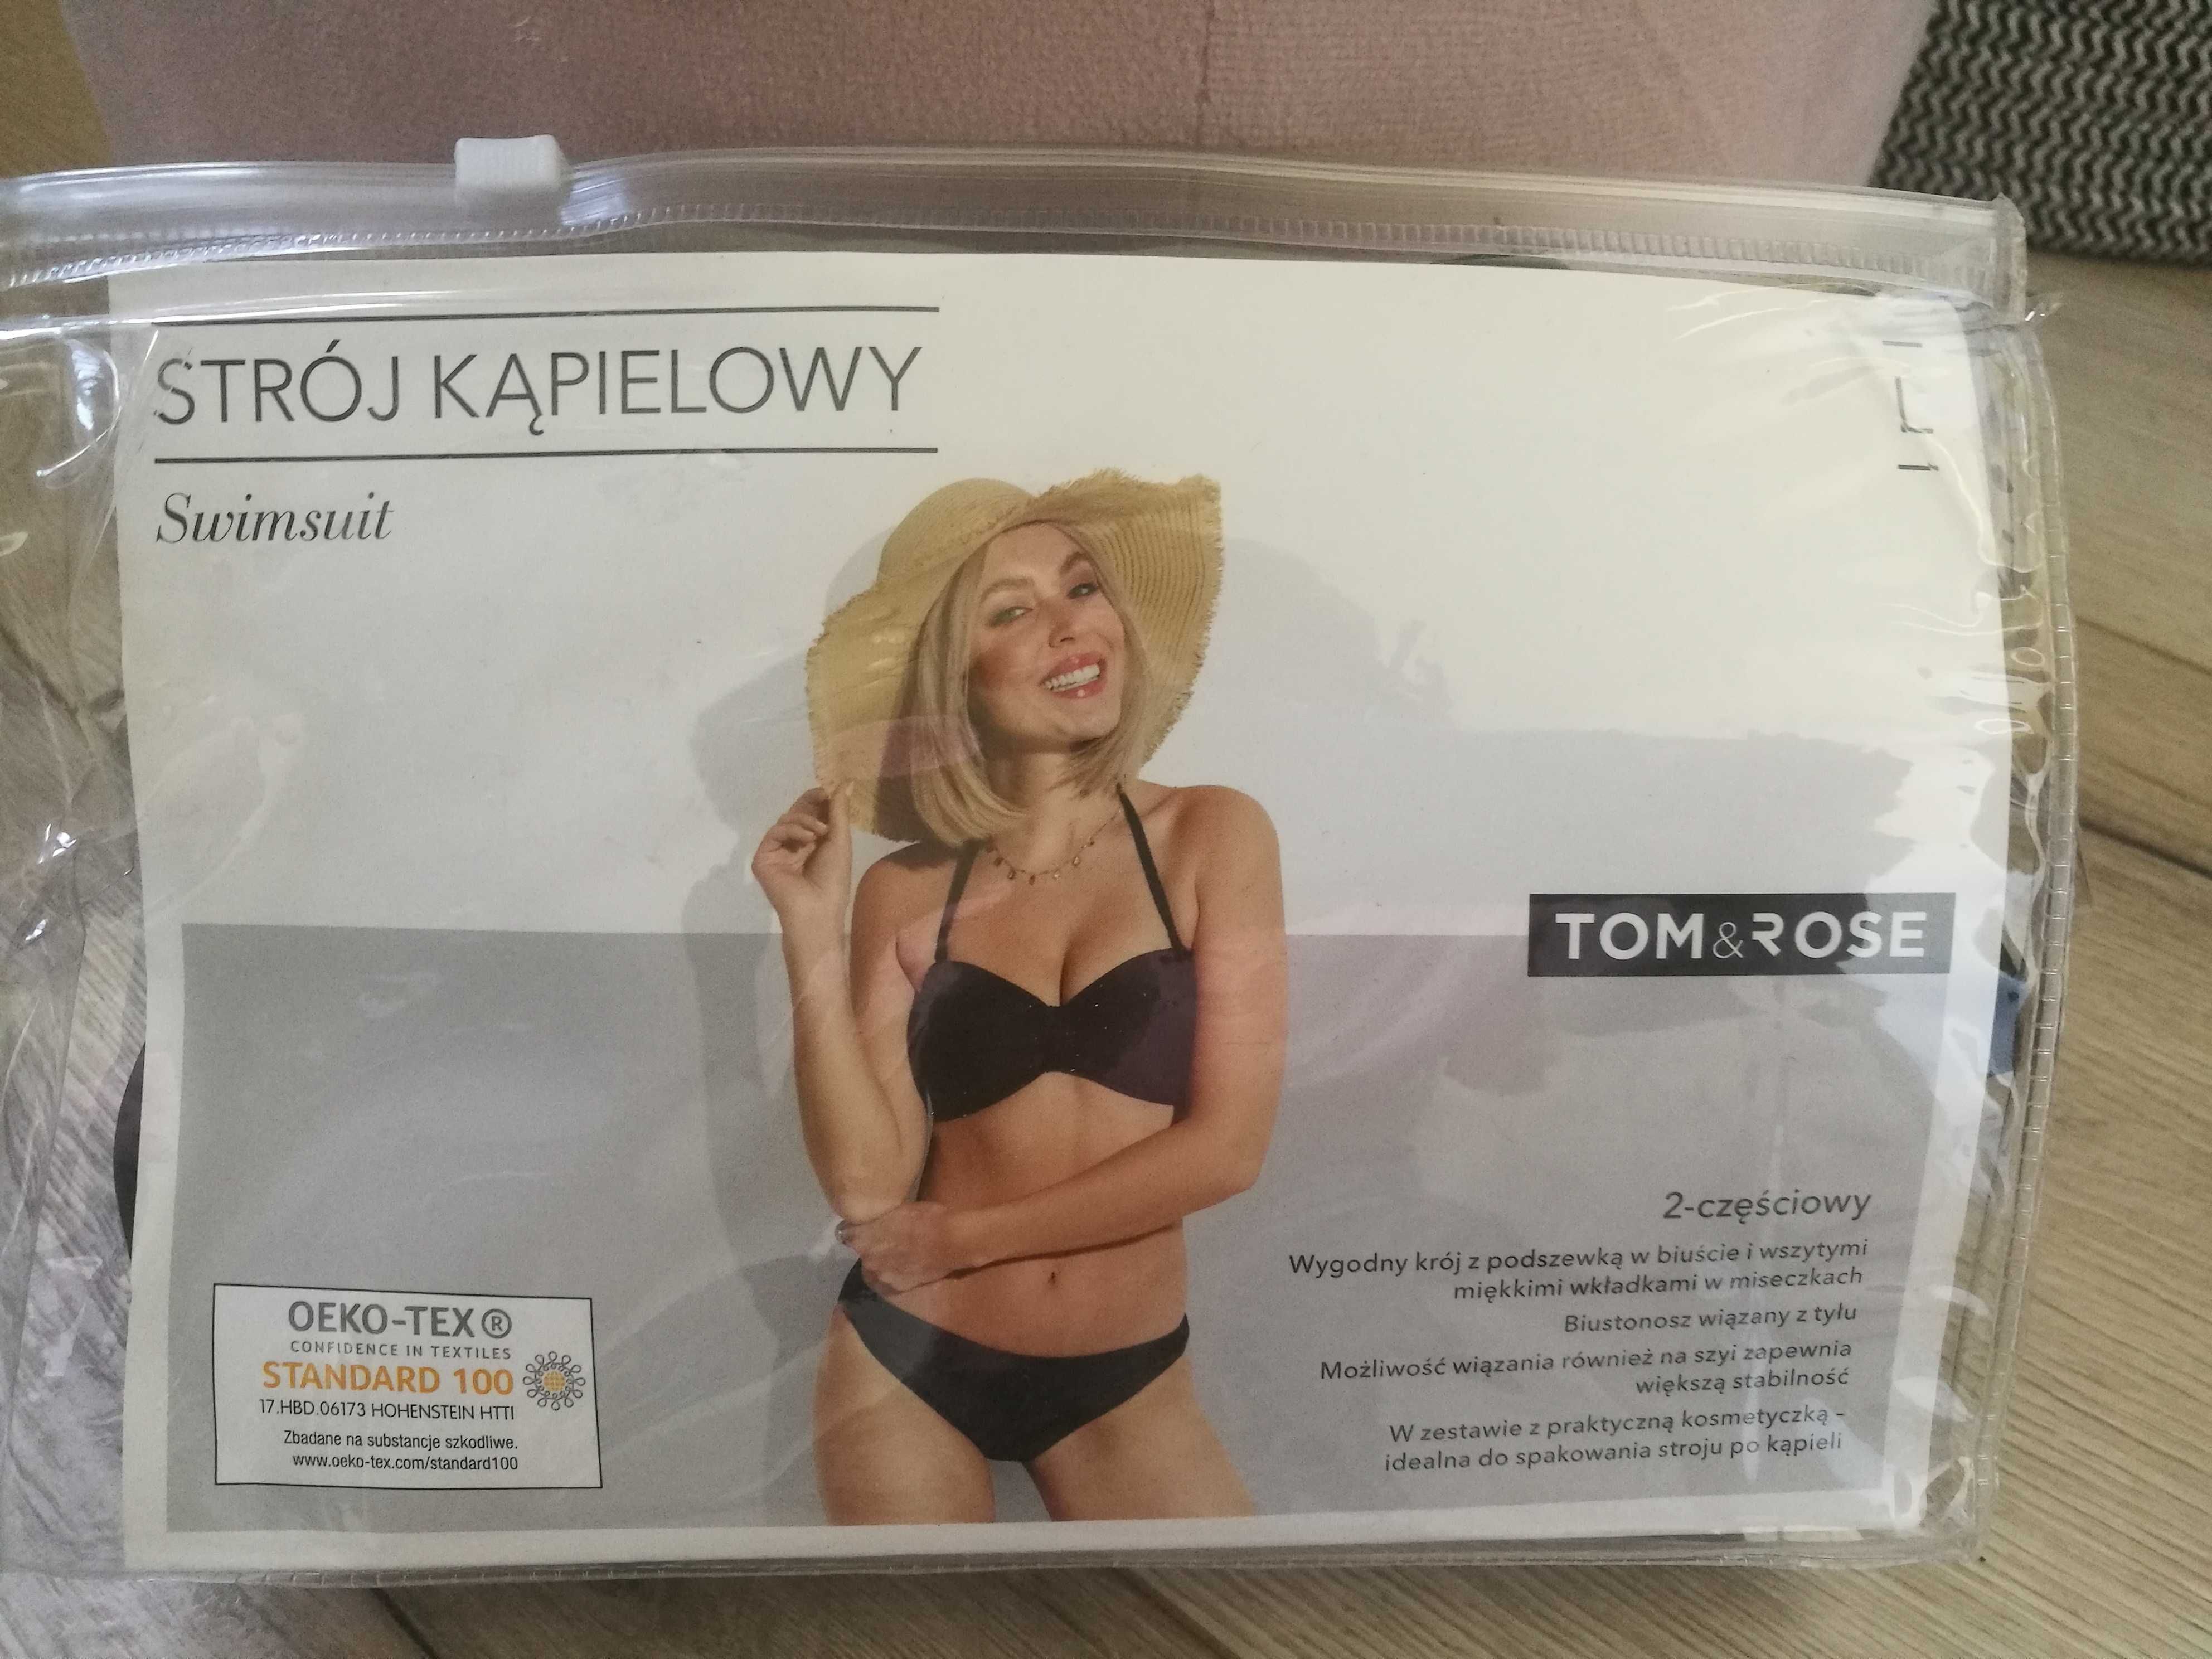 STRÓJ KĄPIELOWY
Swimsuit
TOM&ROSE
2-częściowy
Wygodny krój z podszewką w biuście i wszytymi
miękkimi wkładkami w miseczkach
Biustonosz wiązany z tyłu
Możliwość wiązania również na szyi zapewnia
większą stabilność
W zestawie z praktyczną kosmetyczką -
idealna do spakowania stroju po kąpieli
OEKO-TEX®
CONFIDENCE IN TEXTILES
STANDARD 100
17.HBD.06173 HOHENSTEIN HTTI
Zbadane na substancje szkodliwe.
www.oeko-tex.com/standard100